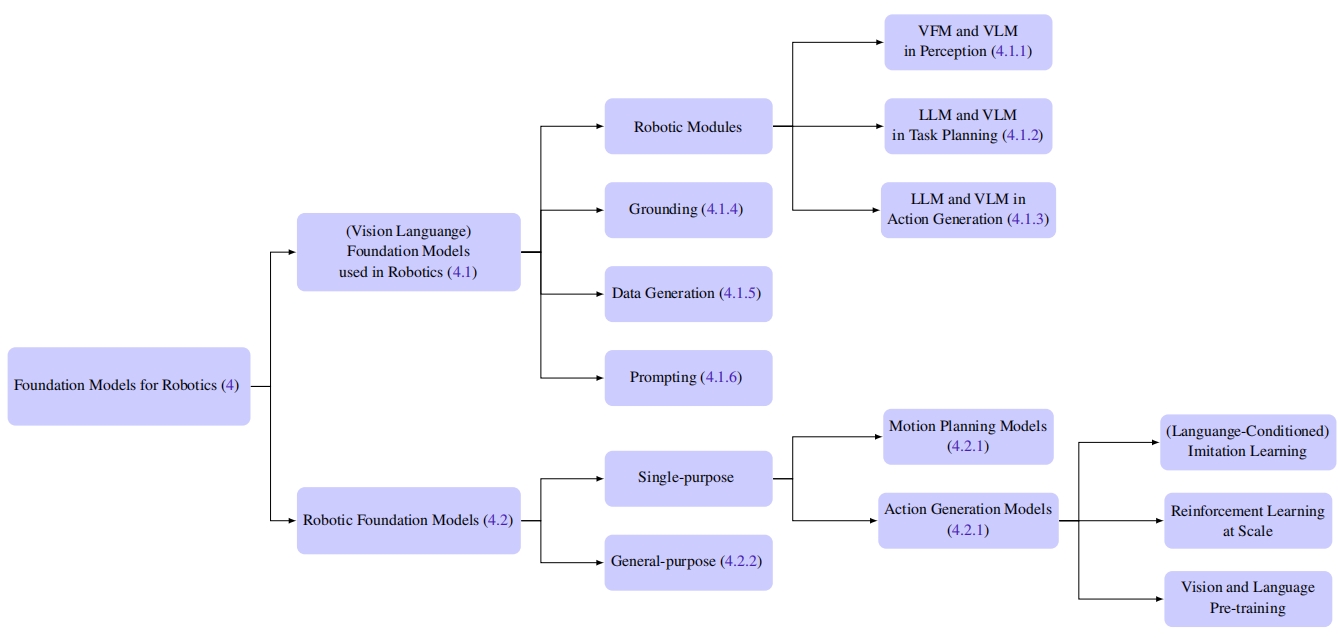 VFM and VLM
in Perception (4.1.1)
LLM and VLM
in Task Planning (4.1.2)
Robotic Modules
LLM and VLM in
Action Generation (4.1.3)
Grounding (4.1.4)
(Vision Languange)
Foundation Models
used in Robotics (4.1)
Data Generation (4.1.5)
Prompting (4.1.6)
Foundation Models for Robotics (4)
Motion Planning Models
(4.2.1)
(Languange-Conditioned)
Imitation Learning
Single-purpose
Robotic Foundation Models (4.2)
Action Generation Models
(4.2.1)
Reinforcement Learning
at Scale
General-purpose (4.2.2)
Vision and Language
Pre-training